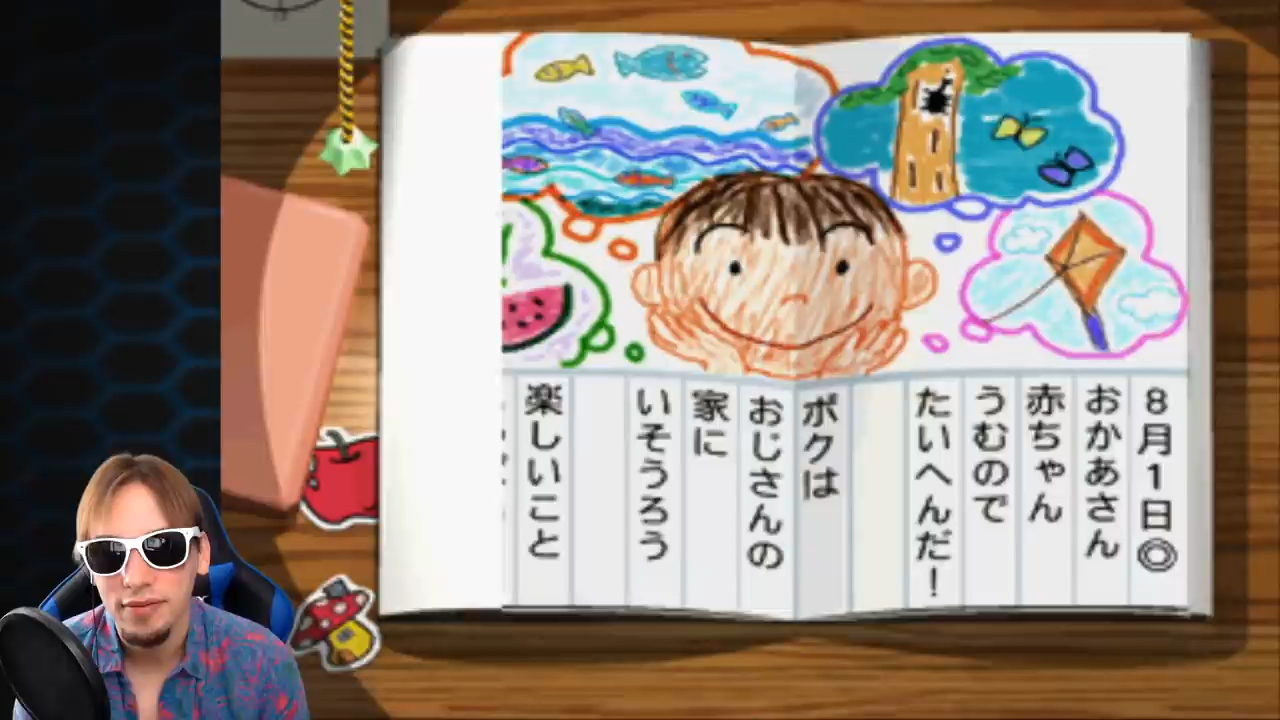 8月1日◎
おかあさん
赤ちゃん
うむので
たいへんだ！
ボクは
おじさんの
家に
いそうろう
楽しいこと